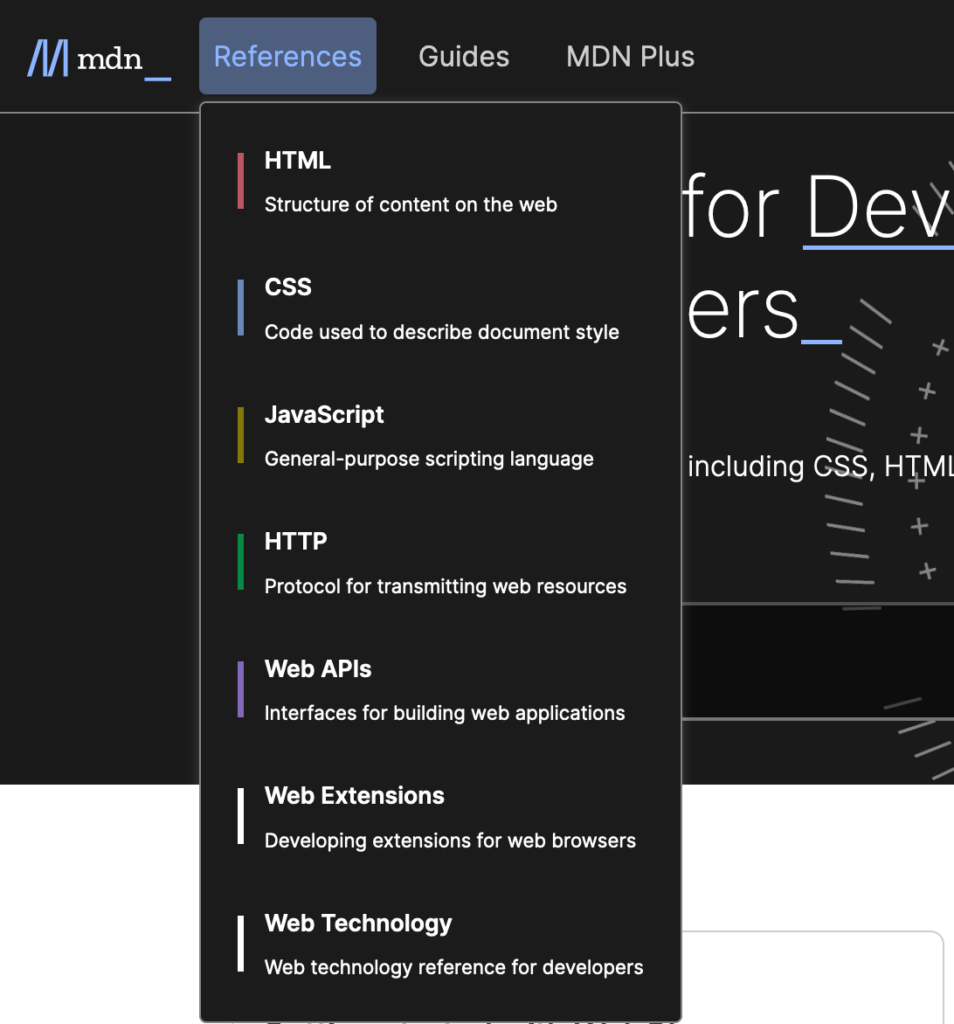 mdn_
References
Guides
MDN Plus
HTML
Structure of content on the web
CSS
Code used to describe document style
JavaScript
General-purpose scripting language
HTTP
Protocol for transmitting web resources
Web APIs
Interfaces for building web applications
Web Extensions
Developing extensions for web browsers
Web Technology
Web technology reference for developers
for Dev
ers_
including CSS, HTML